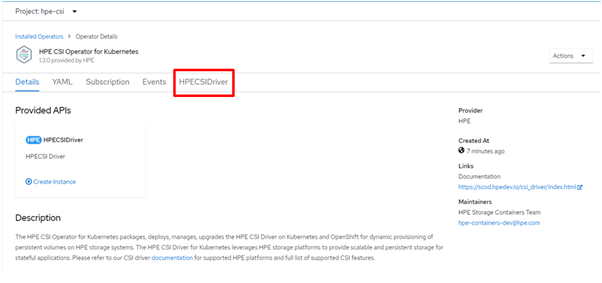 Project: hpe-csi
Installed Operators > Operator Details
HPE CSI Operator for Kubernetes
1.3.0 provided by HPE
Actions
Details YAML Subscription Events HPECSIDriver
Provided APIs
HPE HPECSIDriver
HPECSI Driver
Create Instance
Provider
HPE
Created At
7 minutes ago
Links
Documentation
https://scod.hpedev.io/csi_driver/index.html
Maintainers
HPE Storage Containers Team
hpe-containers-dev@hpe.com
Description
The HPE CSI Operator for Kubernetes packages, deploys, manages, upgrades the HPE CSI Driver on Kubernetes and OpenShift for dynamic provisioning of
persistent volumes on HPE storage systems. The HPE CSI Driver for Kubernetes leverages HPE storage platforms to provide scalable and persistent storage for
stateful applications. Please refer to our CSI driver documentation for supported HPE platforms and full list of supported CSI features.